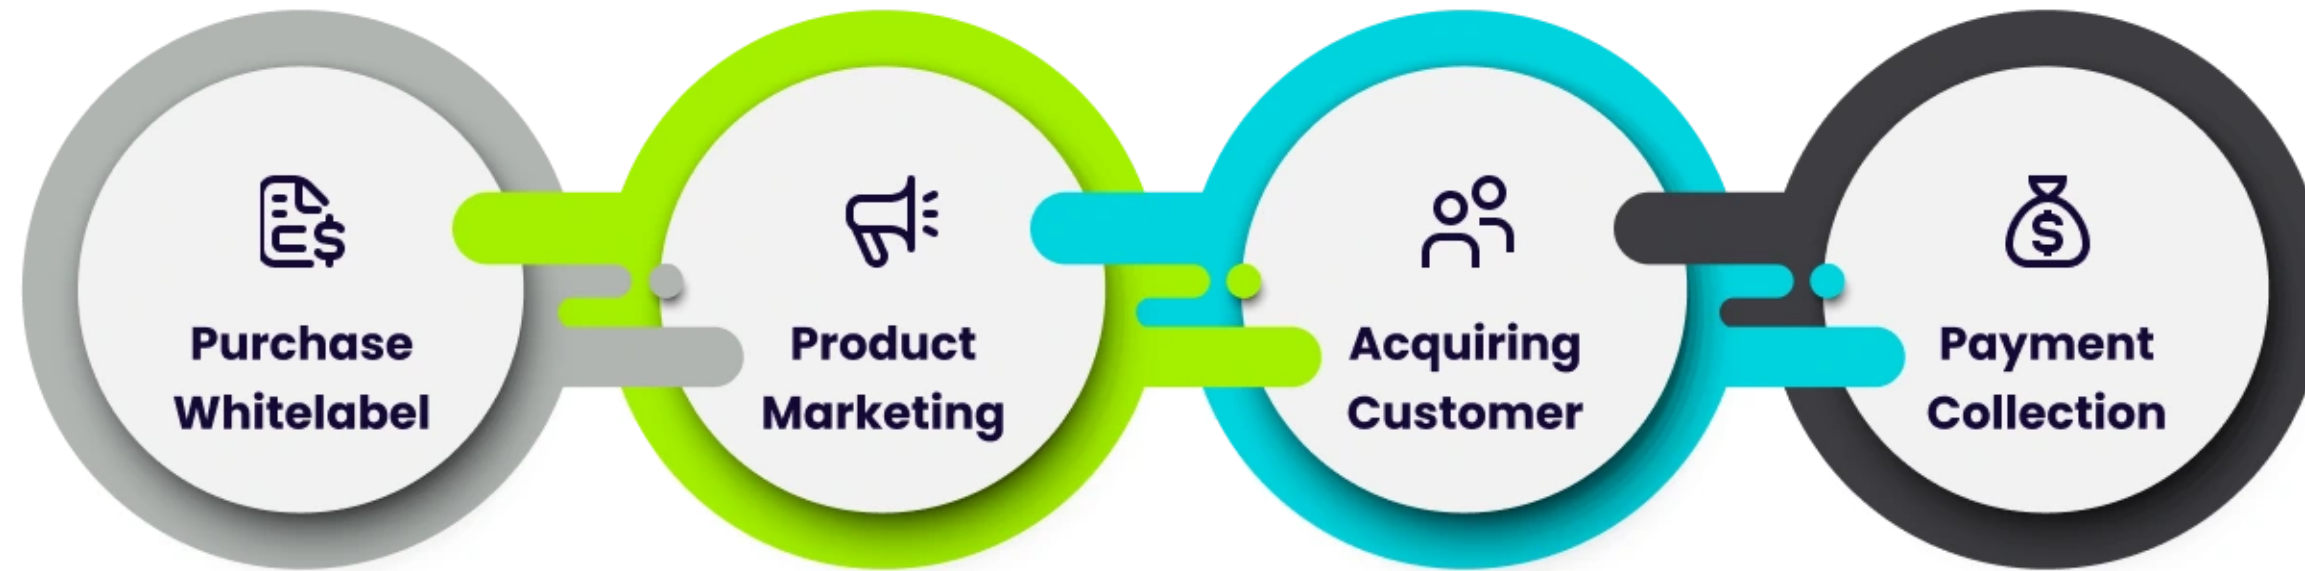 Purchase
Whitelabel
Product
Marketing
Acquiring
Customer
Payment
Collection